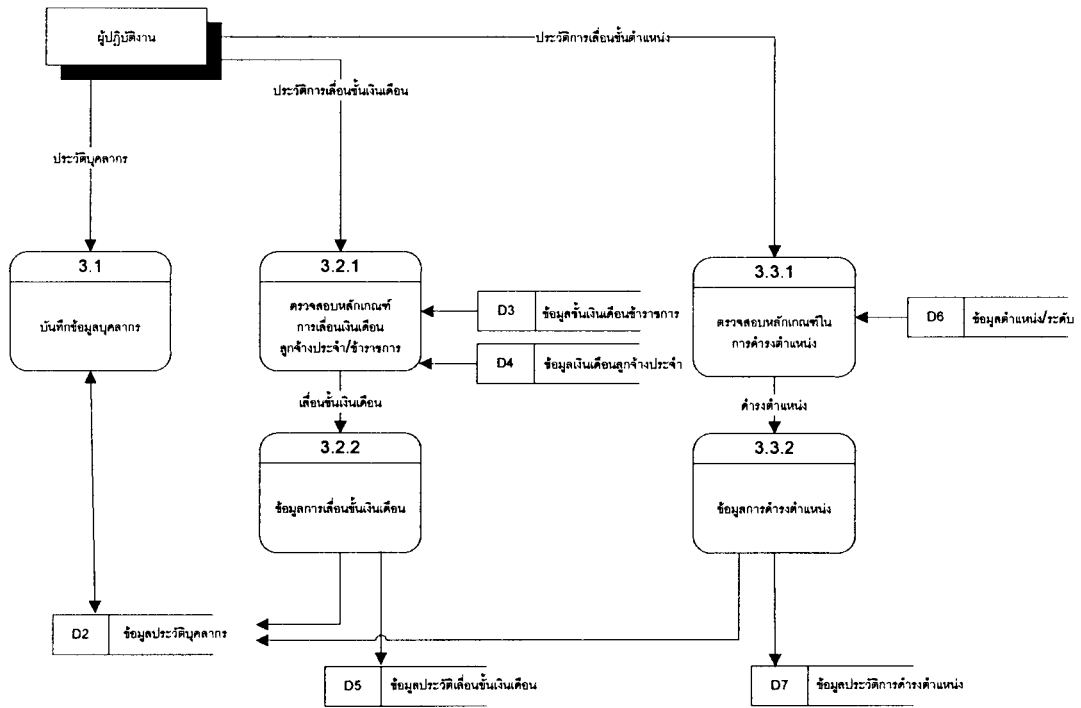 ผู้ปฏิบัติงาน
ประวัติการเลื่อนขั้นตำแหน่ง
ประวัติการเลื่อนขั้นเงินเดือน
ประวัติบุคลากร
3.1
บันทึกข้อมูลบุคลากร
3.2.1
ตรวจสอบหลักเกณฑ์
การเลื่อนเงินเดือน
ลูกจ้างประจำ/ข้าราชการ
D3
ข้อมูลขั้นเงินเดือนข้าราชการ
D4
ข้อมูลเงินเดือนลูกจ้างประจำ
3.3.1
ตรวจสอบหลักเกณฑ์ใน
การดำรงตำแหน่ง
D6
ข้อมูลตำแหน่ง/ระดับ
เลื่อนขั้นเงินเดือน
ดำรงตำแหน่ง
3.2.2
ข้อมูลการเลื่อนขั้นเงินเดือน
3.3.2
ข้อมูลการดำรงตำแหน่ง
D2
ข้อมูลประวัติบุคลากร
D5
ข้อมูลประวัติเลื่อนขั้นเงินเดือน
D7
ข้อมูลประวัติการดำรงตำแหน่ง